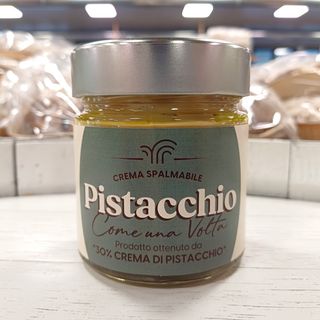 CREMA SPALMABILE
Pistacchio
Come una Volta
Prodotto ottenuto da
"30% CREMA DI PISTACCHIO"